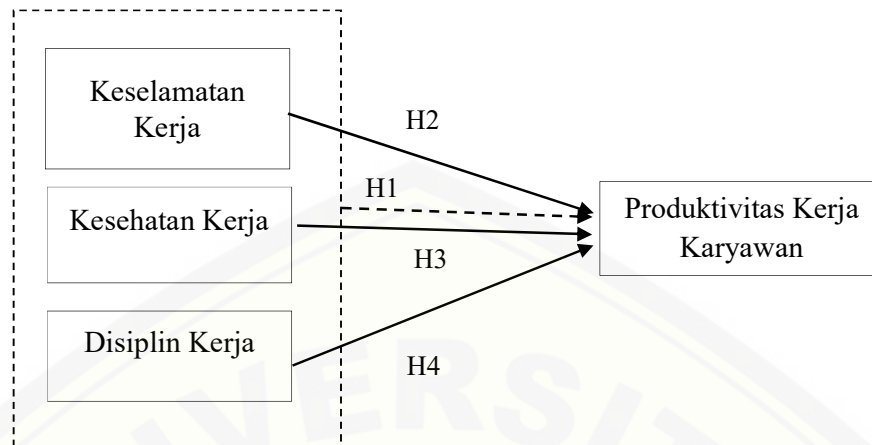 Keselamatan
Kerja
H2
H1
Kesehatan Kerja
Produktivitas Kerja
Karyawan
H3
Disiplin Kerja
H4